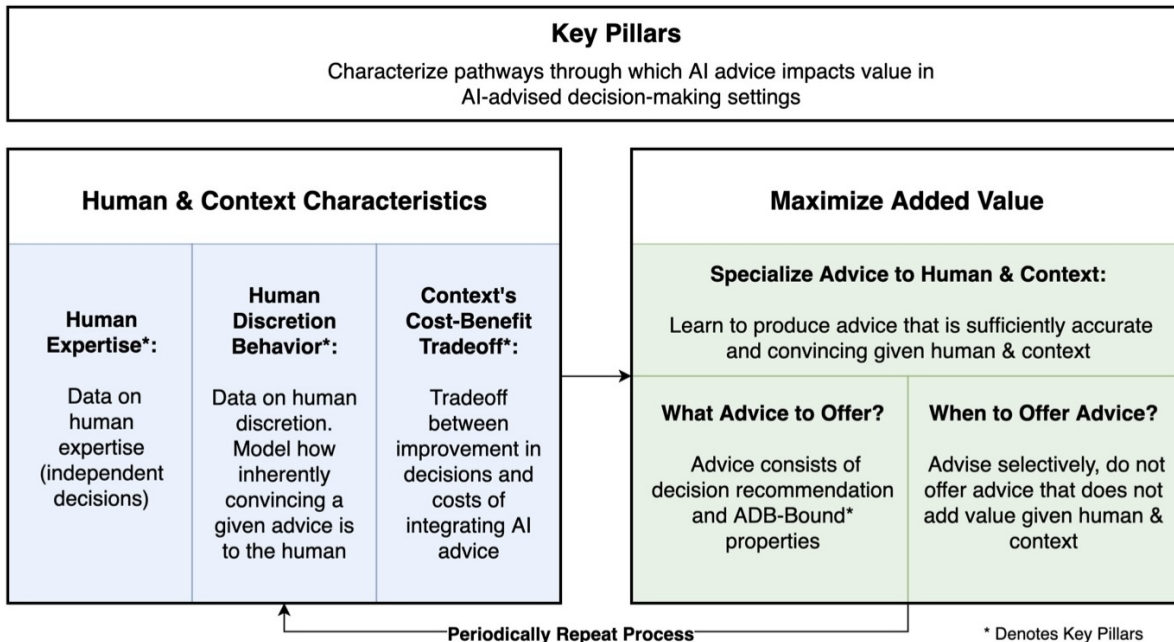 Key Pillars
Characterize pathways through which AI advice impacts value in
AI-advised decision-making settings
Human & Context Characteristics
Human
Expertise*:
Data on
human
expertise
(independent
decisions)
Human
Discretion
Behavior*:
Data on human
discretion.
Model how
inherently
convincing a
given advice is
to the human
Context's
Cost-Benefit
Tradeoff*:
Tradeoff
between
improvement in
decisions and
costs of
integrating AI
advice
Maximize Added Value
Specialize Advice to Human & Context:
Learn to produce advice that is sufficiently accurate
and convincing given human & context
What Advice to Offer?
Advice consists of
decision recommendation
and ADB-Bound*
properties
When to Offer Advice?
Advise selectively, do not
offer advice that does not
add value given human &
context
Periodically Repeat Process
* Denotes Key Pillars